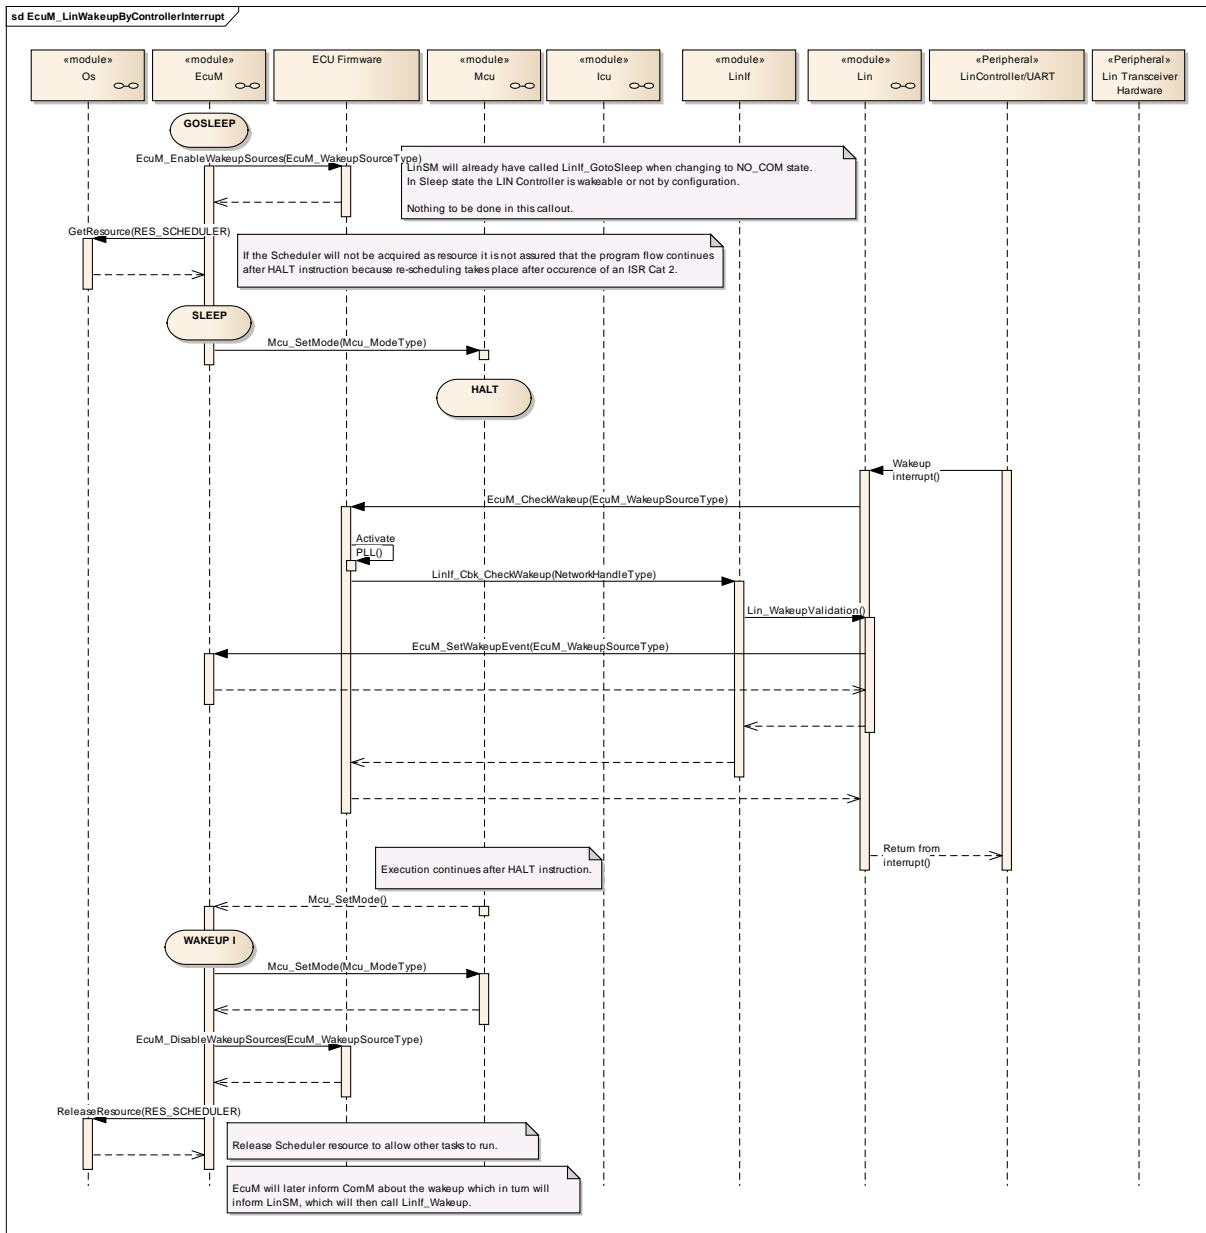 sd EcuM_LinWakeupByControllerInterrupt
«module»
Os
«module»
EcuM
ECU Firmware
«module»
Mcu
«module»
Icu
«module»
LinIf
«module»
Lin
«Peripheral»
LinController/UART
«Peripheral»
Lin Transceiver
Hardware
GOSLEEP
EcuM_EnableWakeupSources(EcuM_WakeupSourceType)
LinSM will already have called LinIf_GotoSleep when changing to NO_COM state.
In Sleep state the LIN Controller is wakeable or not by configuration.
Nothing to be done in this callout.
GetResource(RES_SCHEDULER)
If the Scheduler will not be acquired as resource it is not assured that the program flow continues
after HALT instruction because re-scheduling takes place after occurence of an ISR Cat 2.
SLEEP
Mcu_SetMode(Mcu_ModeType)
HALT
Wakeup
interrupt()
EcuM_CheckWakeup(EcuM_WakeupSourceType)
Activate
PLL()
LinIf_Cbk_CheckWakeup(NetworkHandleType)
Lin_WakeupValidation()
EcuM_SetWakeupEvent(EcuM_WakeupSourceType)
Return from
interrupt()
Execution continues after HALT instruction.
Mcu_SetMode()
WAKEUP I
Mcu_SetMode(Mcu_ModeType)
EcuM_DisableWakeupSources(EcuM_WakeupSourceType)
ReleaseResource(RES_SCHEDULER)
Release Scheduler resource to allow other tasks to run.
EcuM will later inform ComM about the wakeup which in turn will
inform LinSM, which will then call LinIf_Wakeup.